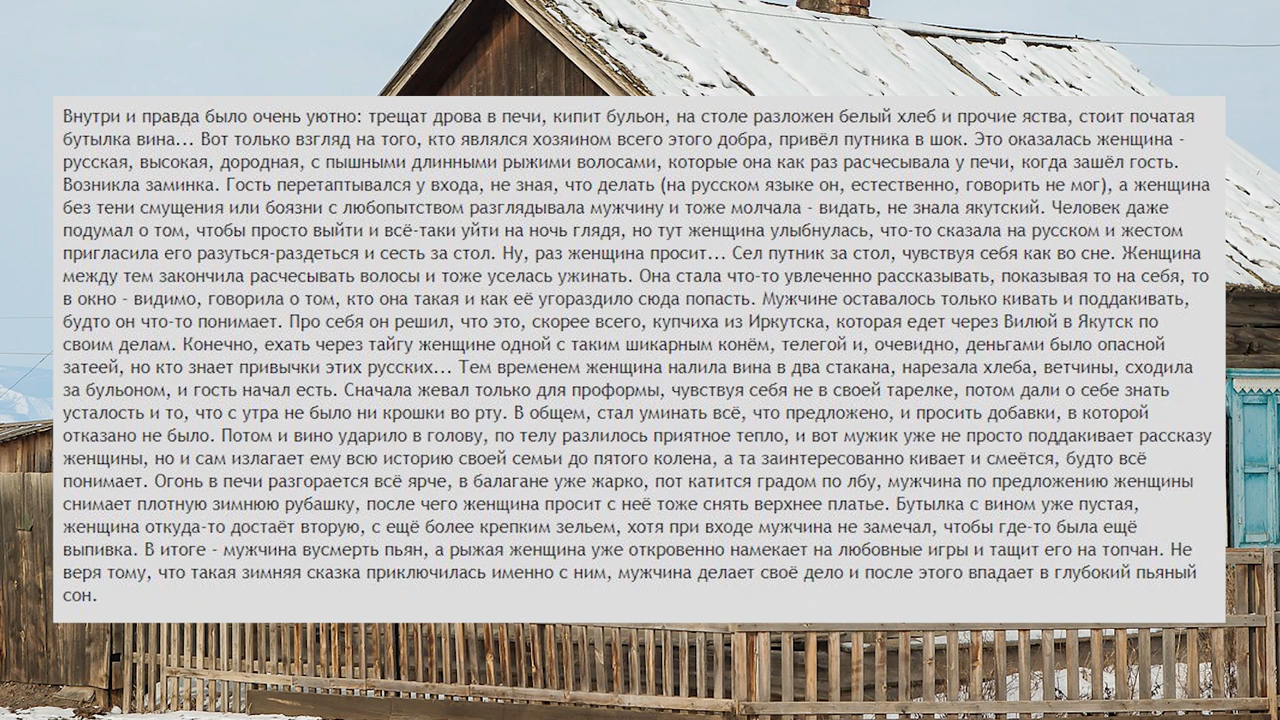 Внутри и правда было очень уютно: трещат дрова в печи, кипит бульон, на столе разложен белый хлеб и прочие яства, стоит початая
бутылка вина... Вот только взгляд на того, кто являлся хозяином всего этого добра, привёл путника в шок. Это оказалась женщина -
русская, высокая, дородная, с пышными длинными рыжими волосами, которые она как раз расчесывала у печи, когда зашёл гость.
Возникла заминка. Гость перетаптывался у входа, не зная, что делать (на русском языке он, естественно, говорить не мог), а женщина
без тени смущения или боязни с любопытством разглядывала мужчину и тоже молчала - видать, не знала якутский. Человек даже
подумал о том, чтобы просто выйти и всё-таки уйти на ночь глядя, но тут женщина улыбнулась, что-то сказала на русском и жестом
пригласила его разуться-раздеться и сесть за стол. Ну, раз женщина просит... Сел путник за стол, чувствуя себя как во сне. Женщина
между тем закончила расчесывать волосы и тоже уселась ужинать. Она стала что-то увлеченно рассказывать, показывая то на себя, то
в окно - видимо, говорила о том, кто она такая и как её угораздило сюда попасть. Мужчине оставалось только кивать и поддакивать,
будто он что-то понимает. Про себя он решил, что это, скорее всего, купчиха из Иркутска, которая едет через Вилюй в Якутск по
своим делам. Конечно, ехать через тайгу женщине одной с таким шикарным конём, телегой и, очевидно, деньгами было опасной
затеей, но кто знает привычки этих русских... Тем временем женщина налила вина в два стакана, нарезала хлеба, ветчины, сходила
за бульоном, и гость начал есть. Сначала жевал только для проформы, чувствуя себя не в своей тарелке, потом дали о себе знать
усталость и то, что с утра не было ни крошки во рту. В общем, стал уминать всё, что предложено, и просить добавки, в которой
отказано не было. Потом и вино ударило в голову, по телу разлилось приятное тепло, и вот мужик уже не просто поддакивает рассказу
женщины, но и сам излагает ему всю историю своей семьи до пятого колена, а та заинтересованно кивает и смеётся, будто всё
понимает. Огонь в печи разгорается всё ярче, в балагане уже жарко, пот катится градом по лбу, мужчина по предложению женщины
снимает плотную зимнюю рубашку, после чего женщина просит с неё тоже снять верхнее платье. Бутылка с вином уже пустая,
женщина откуда-то достаёт вторую, с ещё более крепким зельем, хотя при входе мужчина не замечал, чтобы где-то была ещё
выпивка. В итоге - мужчина вусмерть пьян, а рыжая женщина уже откровенно намекает на любовные игры и тащит его на топчан. Не
веря тому, что такая зимняя сказка приключилась именно с ним, мужчина делает своё дело и после этого впадает в глубокий пьяный
сон.